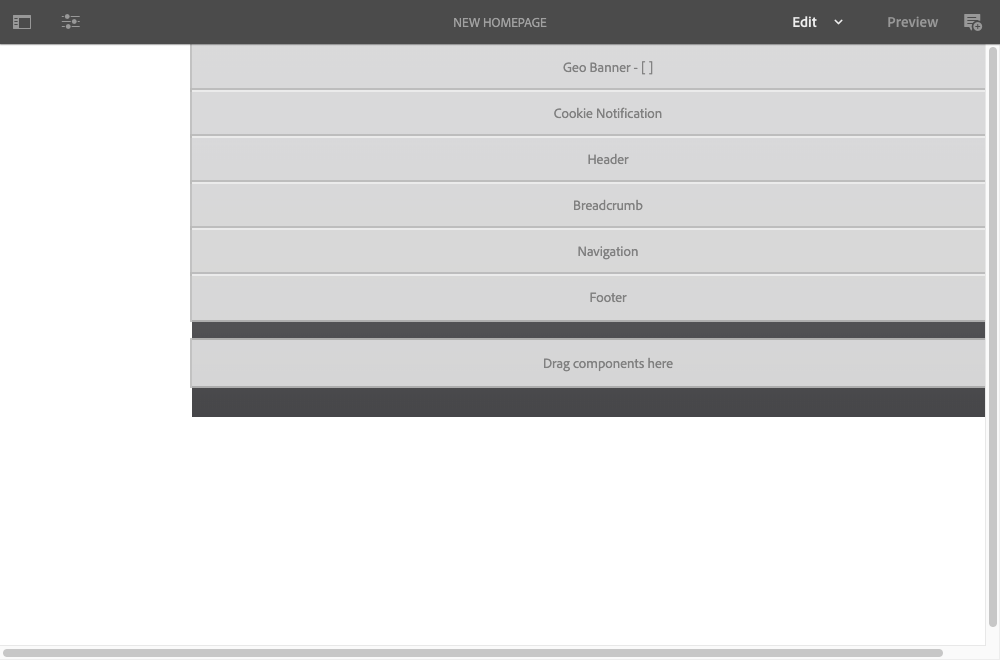 NEW HOMEPAGE
Edit
Preview
Geo Banner - [ ]
Cookie Notification
Header
Breadcrumb
Navigation
Footer
Drag components here